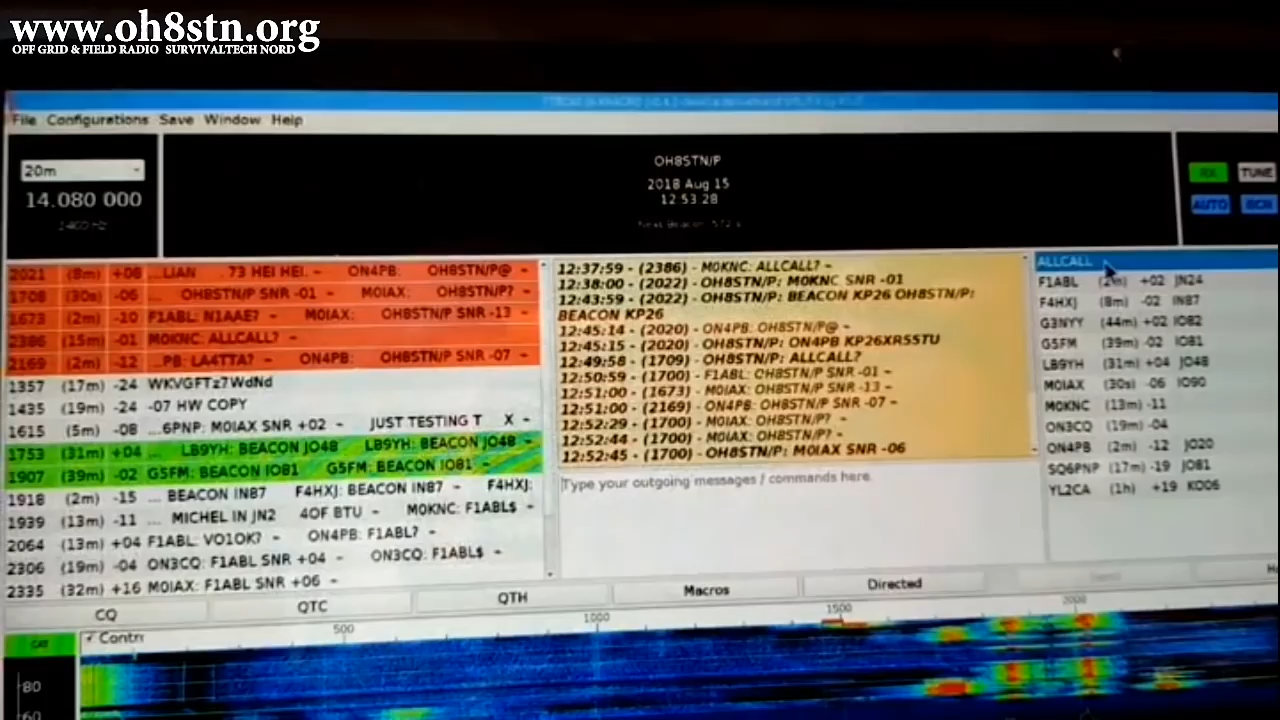 www.oh8stn.org
OFF GRID & FIELD RADIO SURVIVALTECH NORD
File Configurations Save Window Help
20m
14.080 000
OH8STN/P
2018 Aug 15
12 53 28
TUNE
AUTO
2021 (8m) +08 ...LIAN . 73 HEI HEI. - ON4PB: OH8STN/P@ -
1708 (30s) -06 ... OH8STN/P SNR -01 - M0IAX: OH8STN/P? -
1673 (2m) -10 F1ABL: N1AAE? - M0IAX: OH8STN/P SNR -13 -
2386 (15m) -01 M0KNC: ALLCALL? -
2169 (2m) -12 ...PB: LA4TTA? - ON4PB: OH8STN/P SNR -07 -
1357 (17m) -24 WKVGFTz7WdNd
1435 (19m) -24 -07 HW COPY
1615 (5m) -08 ...6PNP: M0IAX SNR +02 - JUST TESTING T X -
1753 (31m) +04 ... LB9YH: BEACON JO48 LB9YH: BEACON JO48 -
1907 (39m) -02 G5FM: BEACON IO81 G5FM: BEACON IO81 -
1918 (2m) -15 ... BEACON IN87 F4HXJ: BEACON IN87 - F4HXJ:
1939 (13m) -11 ... MICHEL IN JN2 4OF BTU - M0KNC: F1ABL$ -
2064 (13m) +04 F1ABL: VO1OK? - ON4PB: F1ABL? -
2306 (19m) -04 ON3CQ: F1ABL SNR +04 - ON3CQ: F1ABL$ -
2335 (32m) +16 M0IAX: F1ABL SNR +06 -
12:37:59 - (2386) - M0KNC: ALLCALL? -
12:38:00 - (2022) - OH8STN/P: M0KNC SNR -01
12:43:59 - (2022) - OH8STN/P: BEACON KP26 OH8STN/P:
BEACON KP26
12:45:14 - (2020) - ON4PB: OH8STN/P@ -
12:45:15 - (2020) - OH8STN/P: ON4PB KP26XR55TU
12:49:58 - (1709) - OH8STN/P: ALLCALL?
12:50:59 - (1700) - F1ABL: OH8STN/P SNR -01 -
12:51:00 - (1673) - M0IAX: OH8STN/P SNR -13 -
12:51:00 - (2169) - ON4PB: OH8STN/P SNR -07 -
12:52:29 - (1700) - M0IAX: OH8STN/P? -
12:52:44 - (1700) - M0IAX: OH8STN/P? -
12:52:45 - (1700) - OH8STN/P: M0IAX SNR -06
Type your outgoing messages / commands here.
ALLCALL
F1ABL (2m) +02 JN24
F4HXJ (8m) -02 IN87
G3NYY (44m) +02 IO82
G5FM (39m) -02 IO81
LB9YH (31m) +04 JO48
M0IAX (30s) -06 IO90
M0KNC (13m) -11
ON3CQ (19m) -04
ON4PB (2m) -12 JO20
SQ6PNP (17m) -19 JO81
YL2CA (1h) +19 KO06
CQ QTC QTH Macros Directed
CAT
Contr
500 1000 1500 2000
80
60